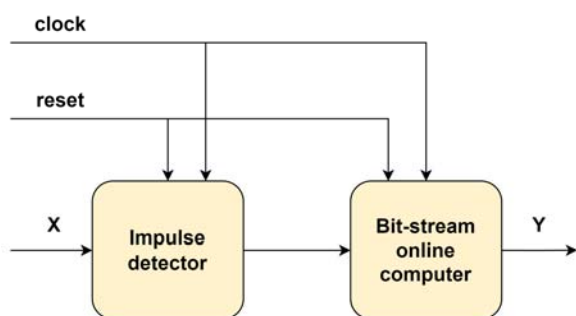 clock
reset
X
Impulse
detector
Bit-stream
online
computer
Y